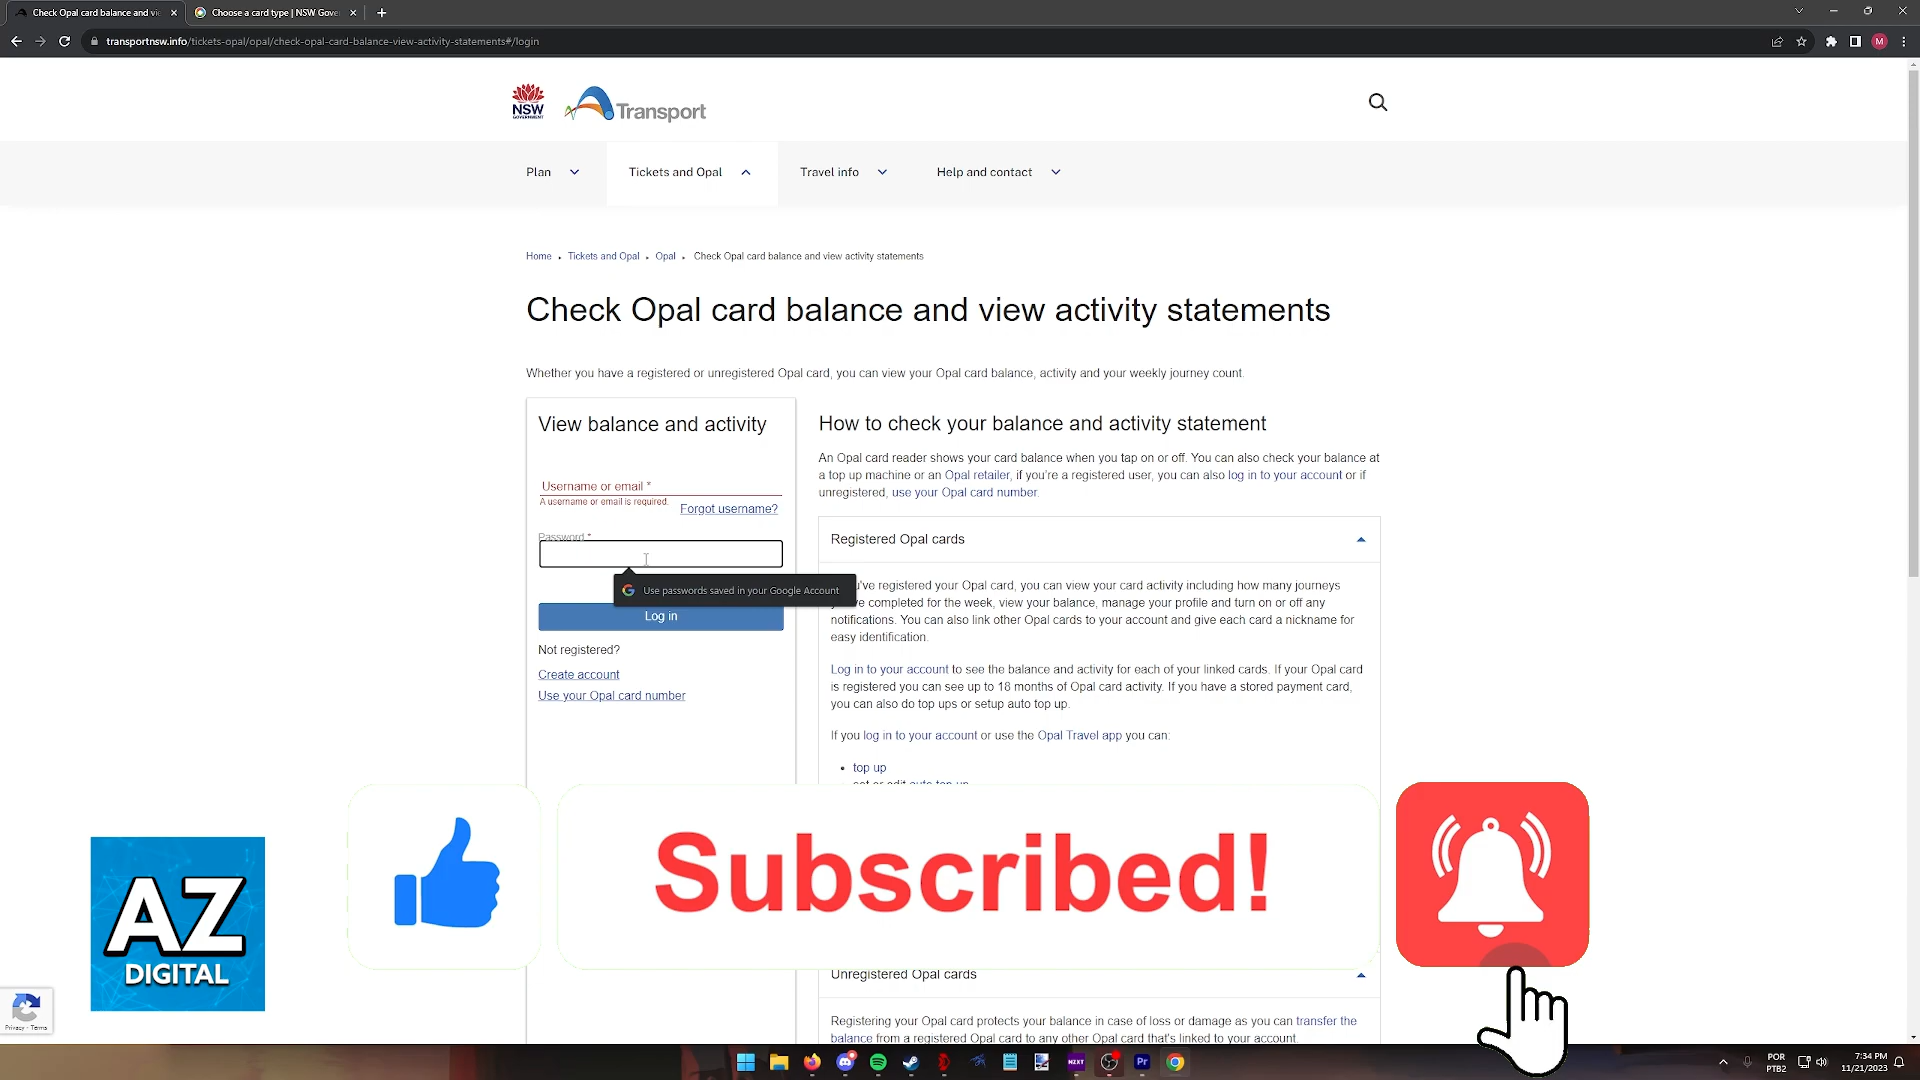 Check Opal card balance and vi
Choose a card type | NSW Gove
transportnsw.info/tickets-opal/opal/check-opal-card-balance-view-activity-statements#/login
M
NSW
GOVERNMENT
Transport
Plan
Tickets and Opal
Travel info
Help and contact
Home
Tickets and Opal
Opal
Check Opal card balance and view activity statements
Check Opal card balance and view activity statements
Whether you have a registered or unregistered Opal card, you can view your Opal card balance, activity and your weekly journey count.
View balance and activity
Username or email *
A username or email is required.
Forgot username?
Password *
Use passwords saved in your Google Account
Log in
Not registered?
Create account
Use your Opal card number
How to check your balance and activity statement
An Opal card reader shows your card balance when you tap on or off. You can also check your balance at
a top up machine or an Opal retailer, if you're a registered user, you can also log in to your account or if
unregistered, use your Opal card number.
Registered Opal cards
've registered your Opal card, you can view your card activity including how many journeys
completed for the week, view your balance, manage your profile and turn on or off any
notifications. You can also link other Opal cards to your account and give each card a nickname for
easy identification.
Log in to your account to see the balance and activity for each of your linked cards. If your Opal card
is registered you can see up to 18 months of Opal card activity. If you have a stored payment card,
you can also do top ups or setup auto top up.
If you log in to your account or use the Opal Travel app you can:
• top up
set or edit auto top up
Subscribed!
AZ
DIGITAL
Unregistered Opal cards
Registering your Opal card protects your balance in case of loss or damage as you can transfer the
balance from a registered Opal card to any other Opal card that's linked to your account.
Privacy - Terms
NZXT
Pr
POR
PTB2
7:34 PM
11/21/2023